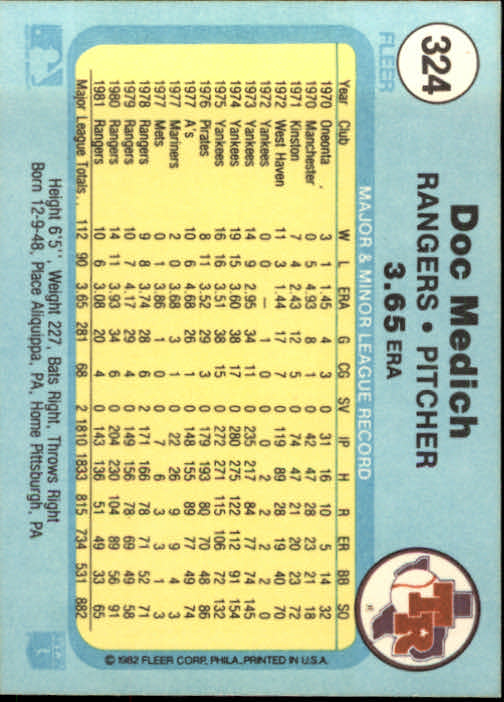 324
FLEER
Doc Medich
RANGERS • PITCHER
3.65 ERA
MAJOR & MINOR LEAGUE RECORD
Year Club W L ERA G CG SV IP H R ER BB SO
1970 Oneonta 3 1 1.45 4 3 0 31 16 10 5 14 32
1970 Manchester 0 5 4.93 8 1 0 42 47 28 23 21 18
1971 Kinston 7 4 2.43 12 5 0 74 47 21 20 23 72
1972 West Haven 11 3 1.44 17 7 0 119 89 28 19 40 70
1972 Yankees 0 0 — 1 0 0 0 2 2 2 2 0
1973 Yankees 14 9 2.95 34 11 0 235 217 84 77 74 145
1974 Yankees 19 15 3.60 38 17 0 280 275 122 112 91 154
1975 Yankees 16 16 3.51 38 15 0 272 271 115 106 72 132
1976 Pirates 8 11 3.52 29 3 0 179 193 80 70 48 86
1977 A's 10 6 4.68 26 1 0 148 155 89 77 49 74
1977 Mariners 2 0 3.68 3 1 0 22 26 9 9 4 3
1977 Mets 0 1 3.86 1 0 0 7 6 3 3 1 3
1978 Rangers 9 8 3.74 28 6 2 171 166 78 71 52 71
1979 Rangers 10 7 4.17 29 4 0 149 156 78 69 49 58
1980 Rangers 14 11 3.93 34 6 0 204 230 104 89 56 91
1981 Rangers 10 6 3.08 20 4 0 143 136 51 49 33 65
Major League Totals . . 112 90 3.65 281 68 2 1810 1833 815 734 531 882
© 1982 FLEER CORP, PHILA., PRINTED IN U.S.A.
Height 6'5'', Weight 227, Bats Right, Throws Right
Born 12-9-48, Place Aliquippa, PA, Home Pittsburgh, PA